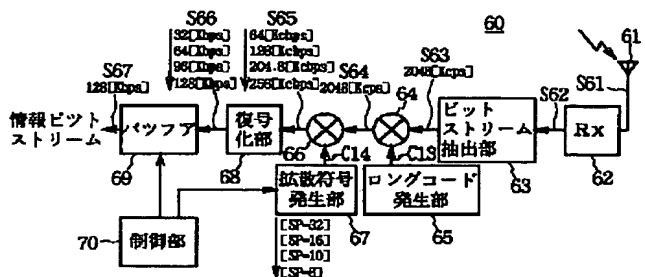 60
61
S61
S62
Rx
62
S63
2048[Kcps]
ビット
ストリーム
抽出部
63
64
S64
2048[Kcps]
C13
ロングコード
発生部
65
S65
64[Kcbps]
128[Kcbps]
204.8[Kcbps]
256[Kcbps]
66
C14
拡散符号
発生部
67
[SP=32]
[SP=16]
[SP=10]
[SP=8]
S66
32[Kbps]
64[Kbps]
96[Kbps]
128[Kbps]
復号
化部
68
S67
128[Kbps]
バッファ
69
情報ビット
ストリーム
70
制御部